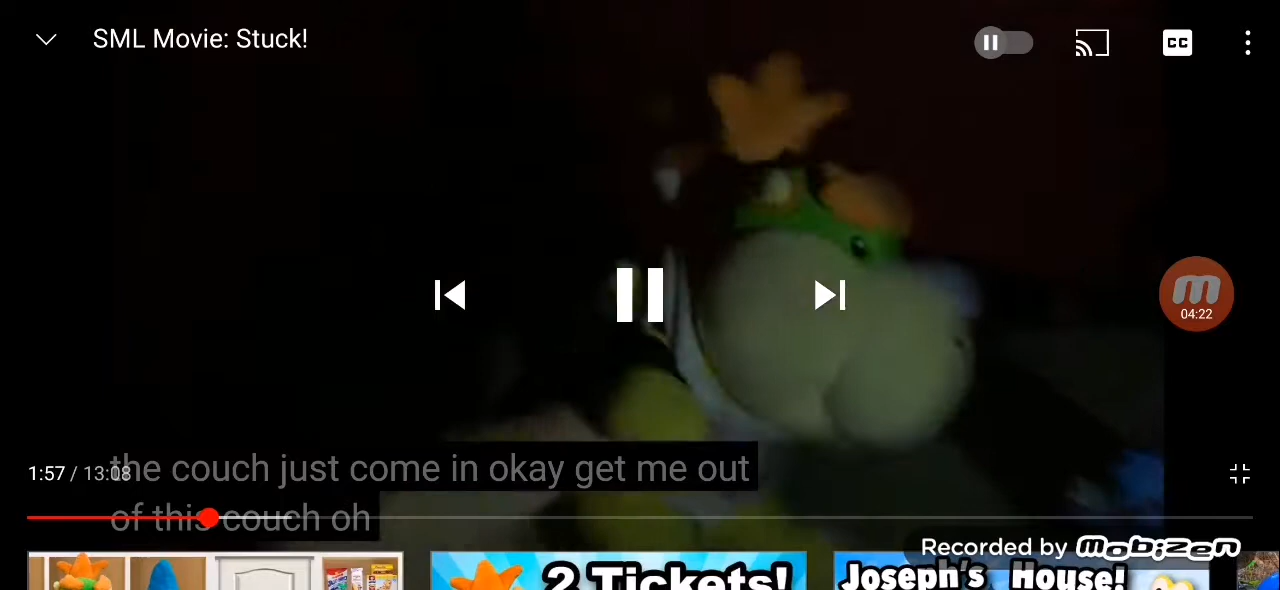 SML Movie: Stuck!
CC
04:22
the couch just come in okay get me out
1:57 / 13:08
of this couch oh
Recorded by mobizen
2 Tickets!
Joseph's House!